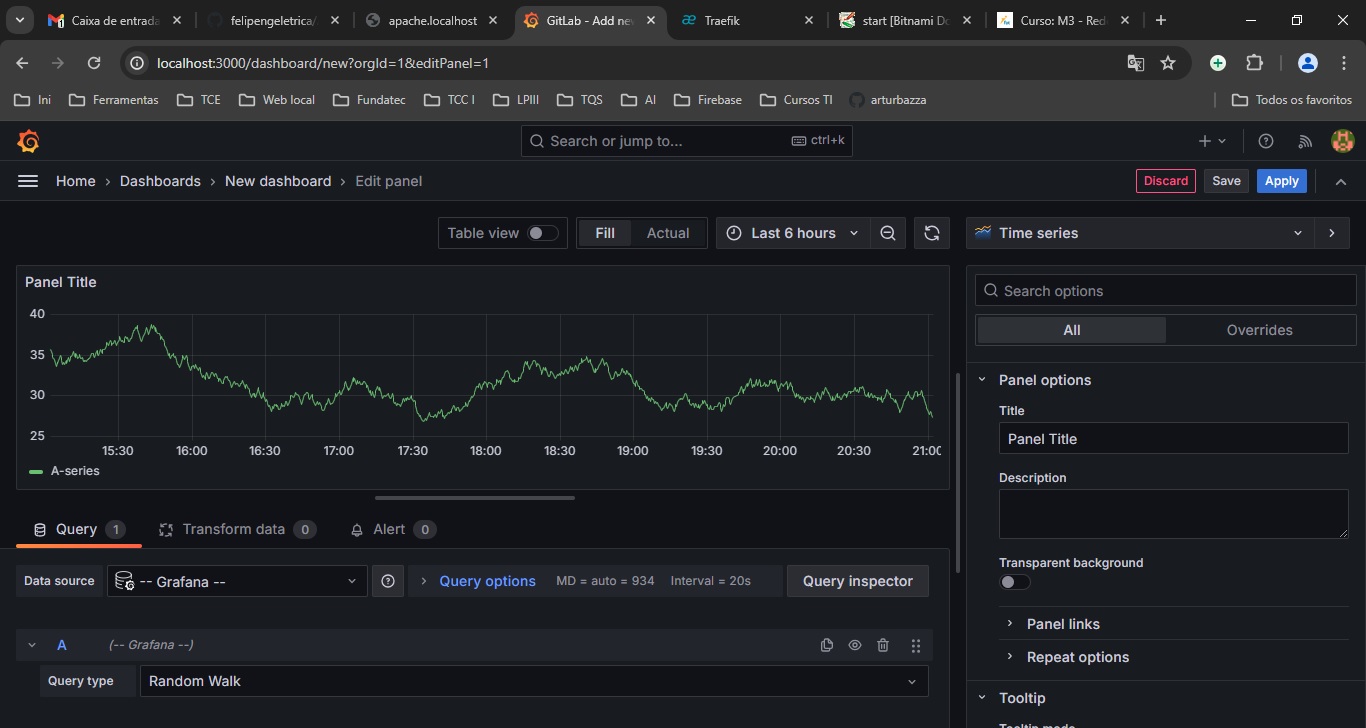 Caixa de entrada
felipengeletrica/
apache.localhost
GitLab - Add ne
Traefik
start [Bitnami Do
Curso: M3 - Red
localhost:3000/dashboard/new?orgId=1&editPanel=1
Ini
Ferramentas
TCE
Web local
Fundatec
TCC I
LPIII
TQS
AI
Firebase
Cursos TI
arturbazza
Todos os favoritos
Search or jump to...
ctrl+k
Home › Dashboards › New dashboard › Edit panel
Discard
Save
Apply
Table view
Fill
Actual
Last 6 hours
Time series
Panel Title
40
35
30
25
15:30 16:00 16:30 17:00 17:30 18:00 18:30 19:00 19:30 20:00 20:30 21:00
A-series
Search options
All
Overrides
Panel options
Title
Panel Title
Description
Transparent background
Panel links
Repeat options
Tooltip
Tooltip mode
Query 1
Transform data 0
Alert 0
Data source
-- Grafana --
Query options
MD = auto = 934
Interval = 20s
Query inspector
A
(-- Grafana --)
Query type
Random Walk